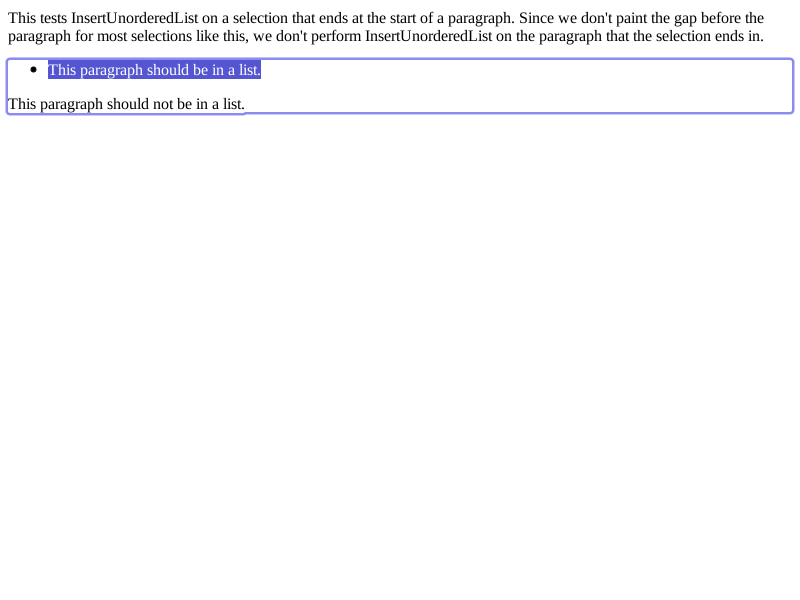 This tests InsertUnorderedList on a selection that ends at the start of a paragraph. Since we don't paint the gap before the
paragraph for most selections like this, we don't perform InsertUnorderedList on the paragraph that the selection ends in.
• This paragraph should be in a list.
This paragraph should not be in a list.